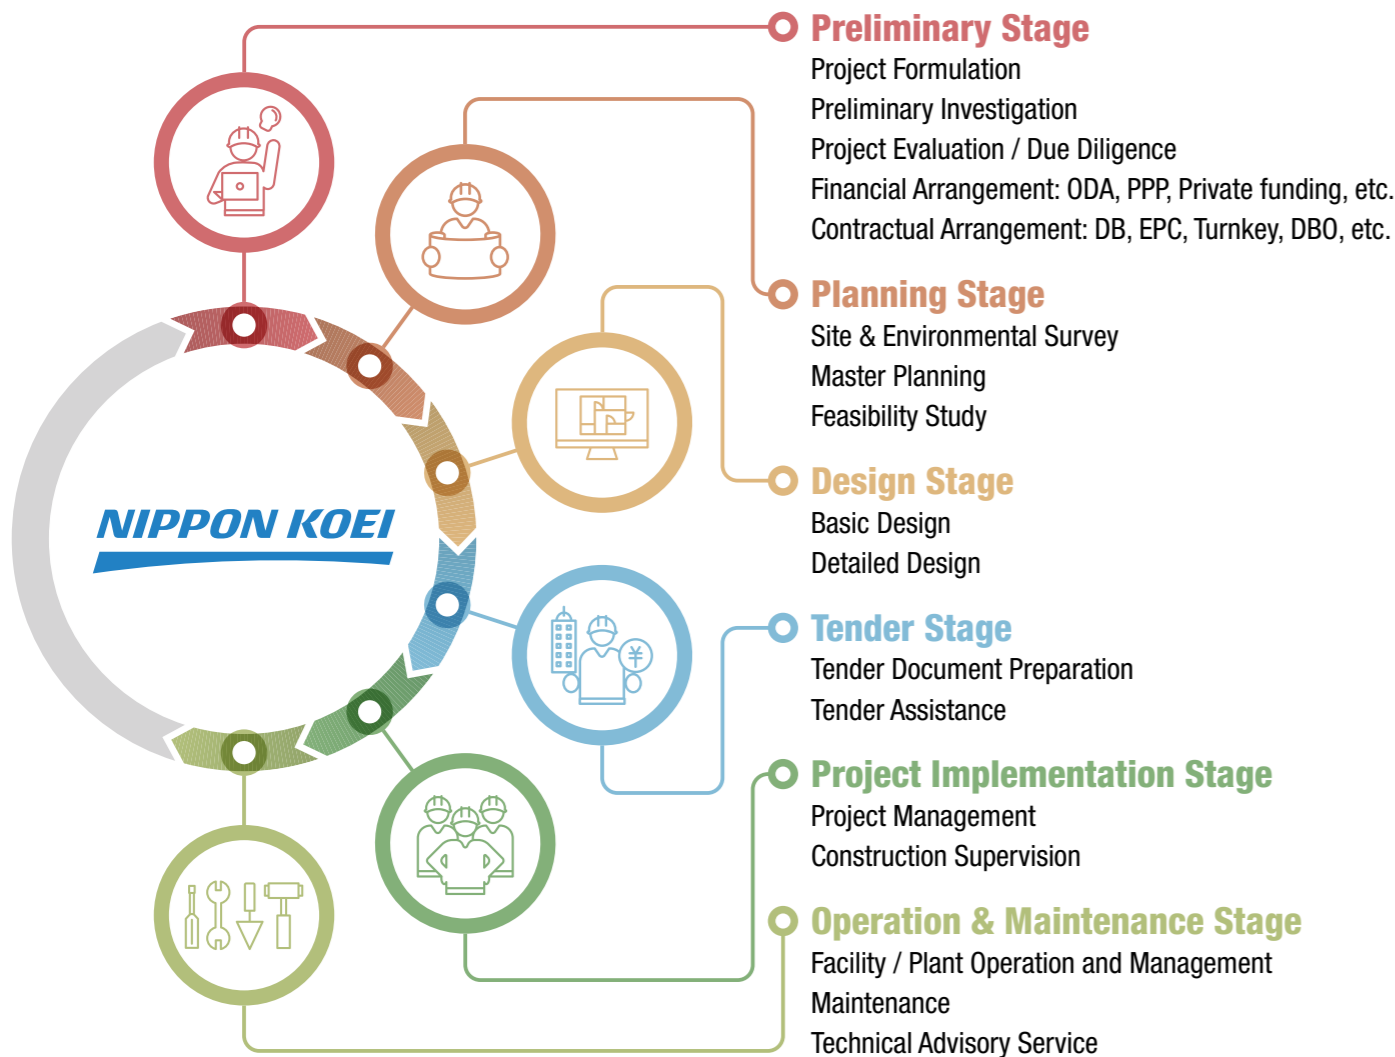 Preliminary Stage
Project Formulation
Preliminary Investigation
Project Evaluation / Due Diligence
Financial Arrangement: ODA, PPP, Private funding, etc.
Contractual Arrangement: DB, EPC, Turnkey, DBO, etc.
Planning Stage
Site & Environmental Survey
Master Planning
Feasibility Study
Design Stage
Basic Design
Detailed Design
NIPPON KOEI
Tender Stage
Tender Document Preparation
Tender Assistance
¥
Project Implementation Stage
Project Management
Construction Supervision
Operation & Maintenance Stage
Facility / Plant Operation and Management
Maintenance
Technical Advisory Service